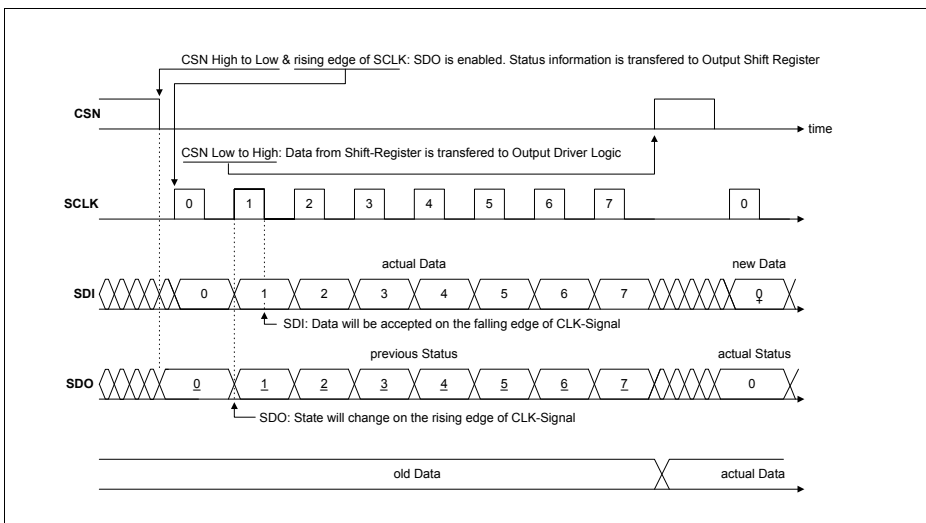 CSN High to Low & rising edge of SCLK: SDO is enabled. Status information is transfered to Output Shift Register
CSN
time
CSN Low to High: Data from Shift-Register is transfered to Output Driver Logic
SCLK
0 1 2 3 4 5 6 7 0
actual Data new Data
SDI
0 1 2 3 4 5 6 7 0
+
SDI: Data will be accepted on the falling edge of CLK-Signal
previous Status actual Status
SDO
0 1 2 3 4 5 6 7 0
SDO: State will change on the rising edge of CLK-Signal
old Data actual Data